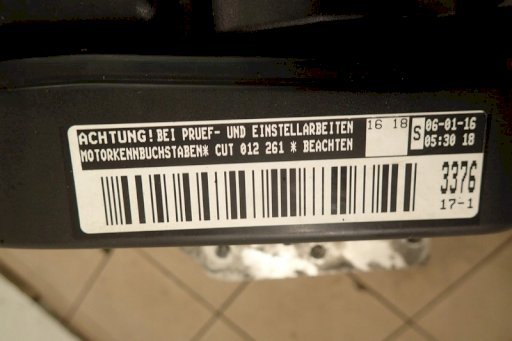 ACHTUNG! BEI PRUEF- UND EINSTELLARBEITEN
MOTORKENNBUCHSTABEN* CUT 012 261 * BEACHTEN
16 18
S
06-01-16
05:30 18
3376
17-1